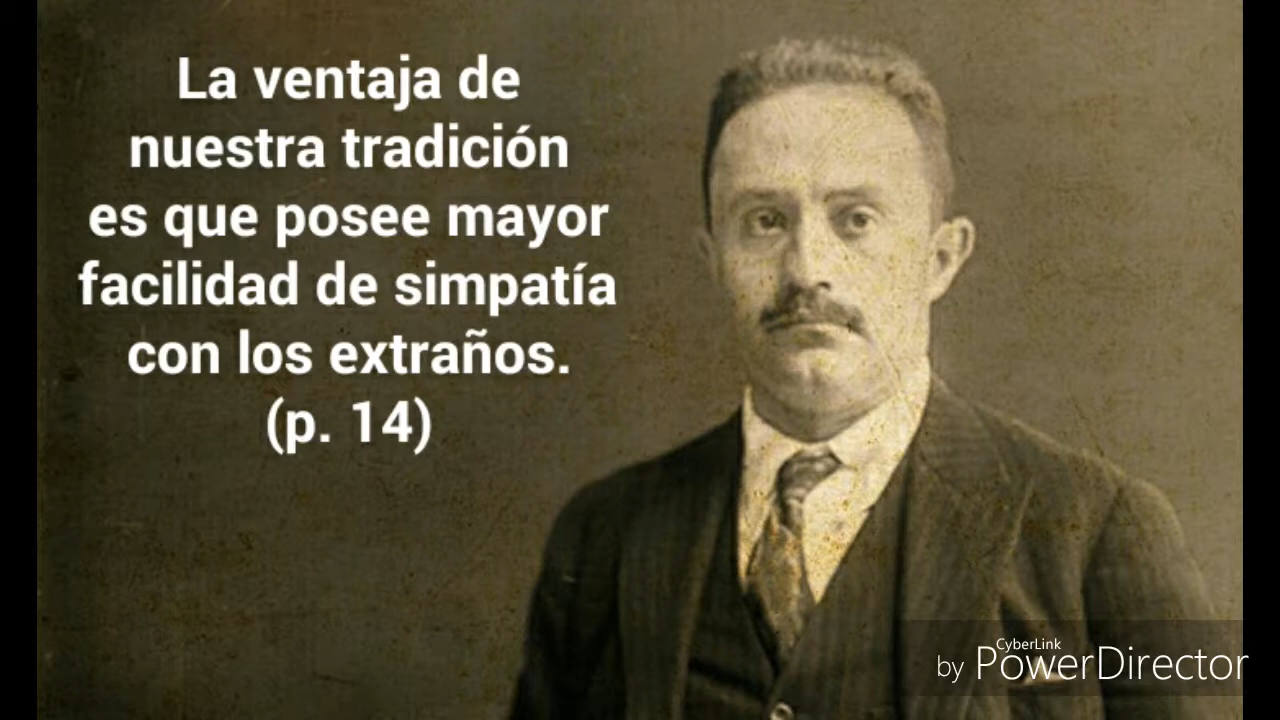 La ventaja de
nuestra tradición
es que posee mayor
facilidad de simpatía
con los extraños.
(p. 14)
CyberLink
by PowerDirector